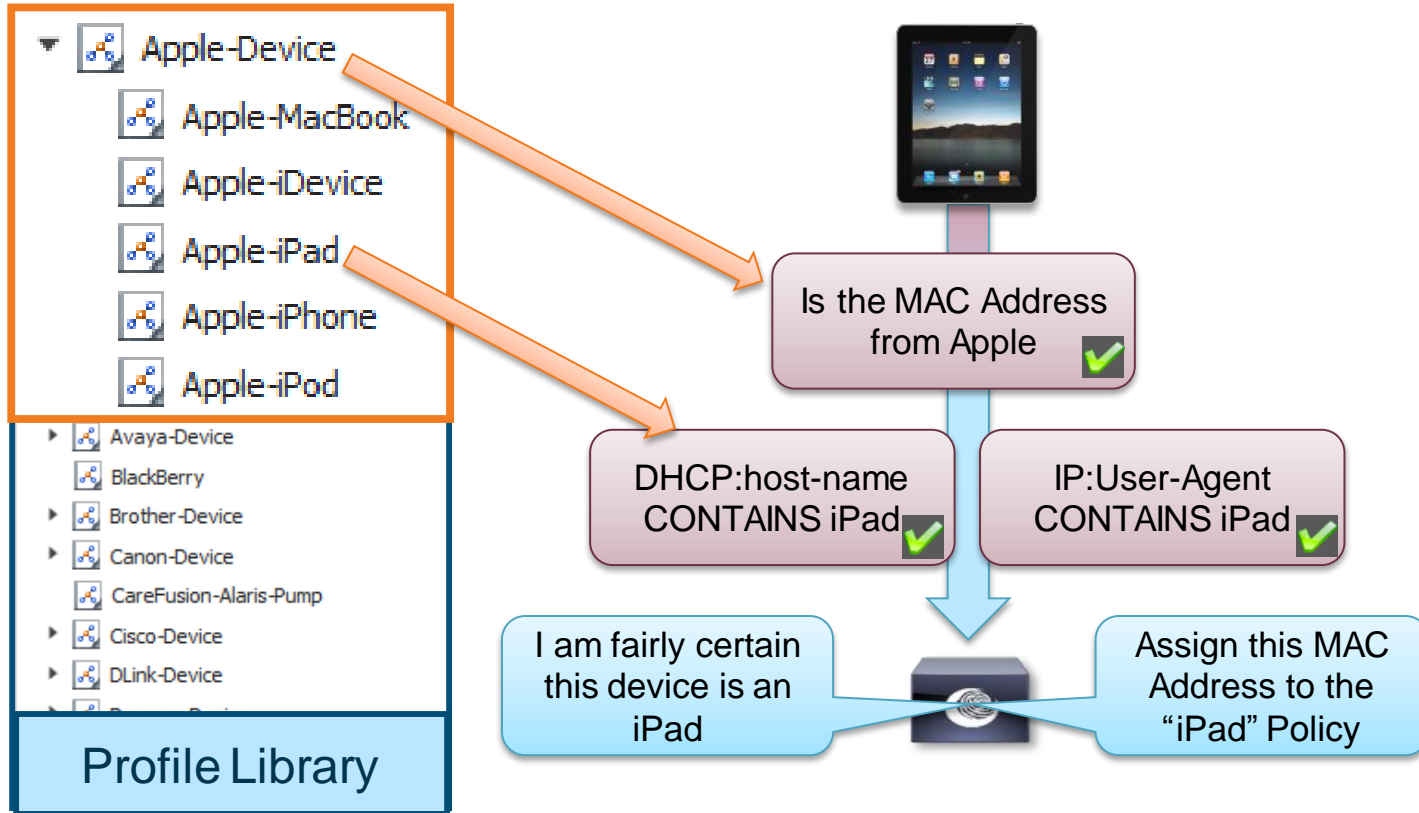 Apple-Device
Apple-MacBook
Apple-iDevice
Apple-iPad
Apple-iPhone
Apple-iPod
Avaya-Device
BlackBerry
Brother-Device
Canon-Device
CareFusion-Alaris-Pump
Cisco-Device
DLink-Device
Profile Library
Is the MAC Address
from Apple
DHCP:host-name
CONTAINS iPad
IP:User-Agent
CONTAINS iPad
I am fairly certain
this device is an
iPad
Assign this MAC
Address to the
“iPad” Policy